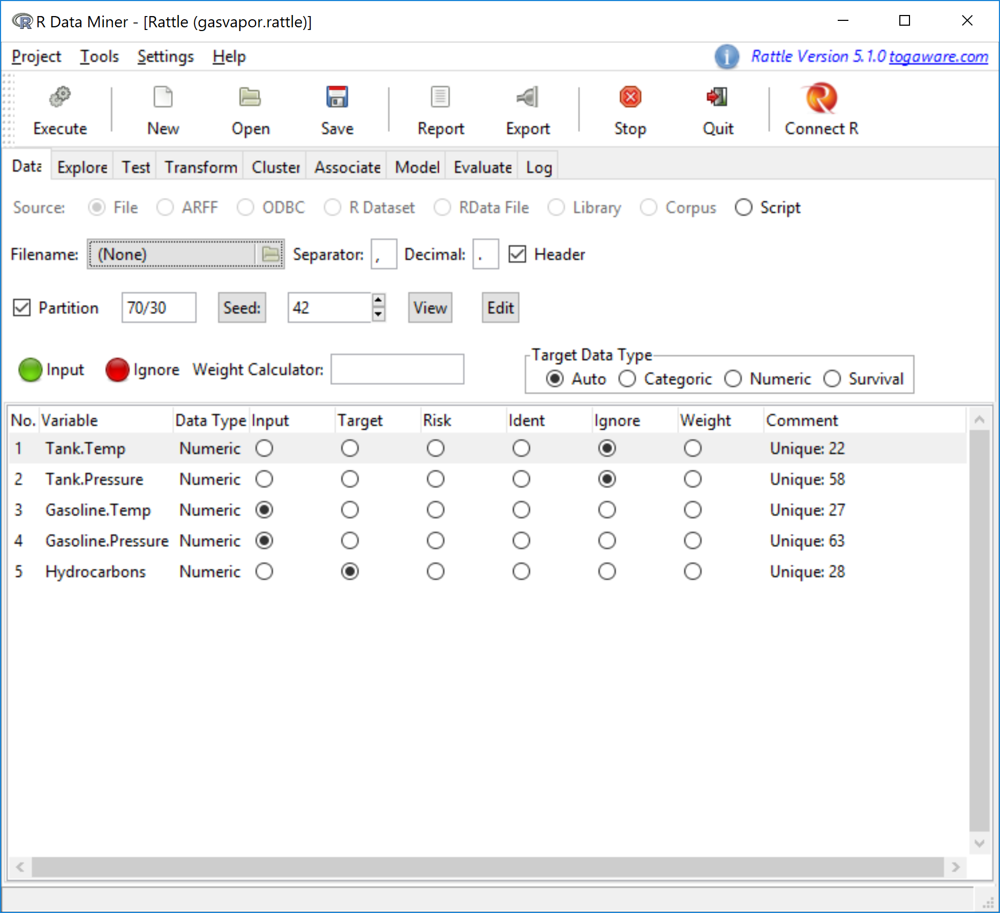 R Data Miner - [Rattle (gasvapor.rattle)]
Project Tools Settings Help Rattle Version 5.1.0 togaware.com
Execute New Open Save Report Export Stop Quit Connect R
Data Explore Test Transform Cluster Associate Model Evaluate Log
Source: File ARFF ODBC R Dataset RData File Library Corpus Script
Filename: (None) Separator: , Decimal: . Header
Partition 70/30 Seed: 42 View Edit
Target Data Type
Input Ignore Weight Calculator: Auto Categoric Numeric Survival
No. Variable Data Type Input Target Risk Ident Ignore Weight Comment
1 Tank.Temp Numeric Unique: 22
2 Tank.Pressure Numeric Unique: 58
3 Gasoline.Temp Numeric Unique: 27
4 Gasoline.Pressure Numeric Unique: 63
5 Hydrocarbons Numeric Unique: 28